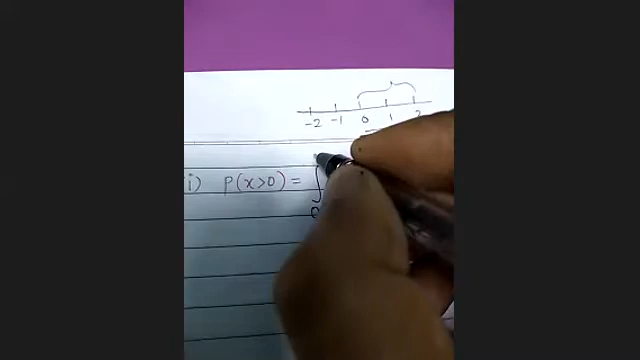 -2 -1 0 1 2
i) P(x>0) = ∫ 0